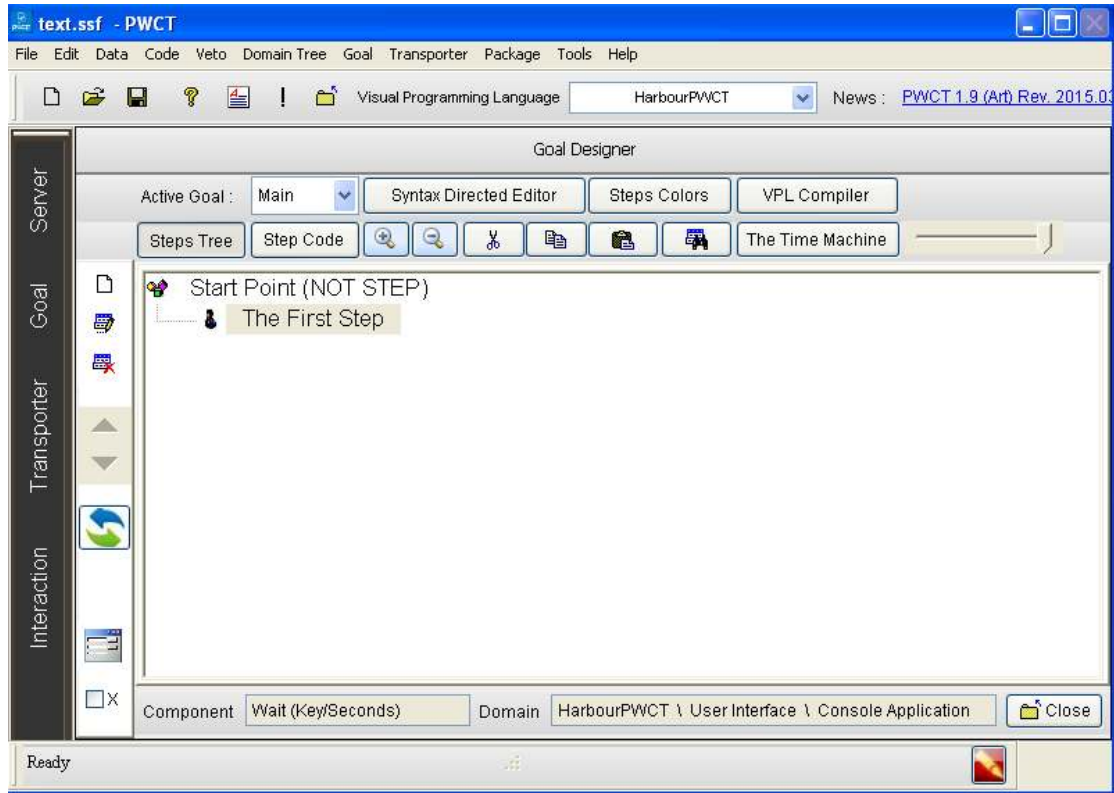 text.ssf - PWCT
File Edit Data Code Veto Domain Tree Goal Transporter Package Tools Help
Visual Programming Language HarbourPWCT News : PWCT 1.9 (Art) Rev. 2015.0
Goal Designer
Active Goal : Main Syntax Directed Editor Steps Colors VPL Compiler
Steps Tree Step Code The Time Machine
Server
Goal
Transporter
Interaction
Start Point (NOT STEP)
The First Step
X
Component Wait (Key/Seconds) Domain HarbourPWCT \ User Interface \ Console Application Close
Ready